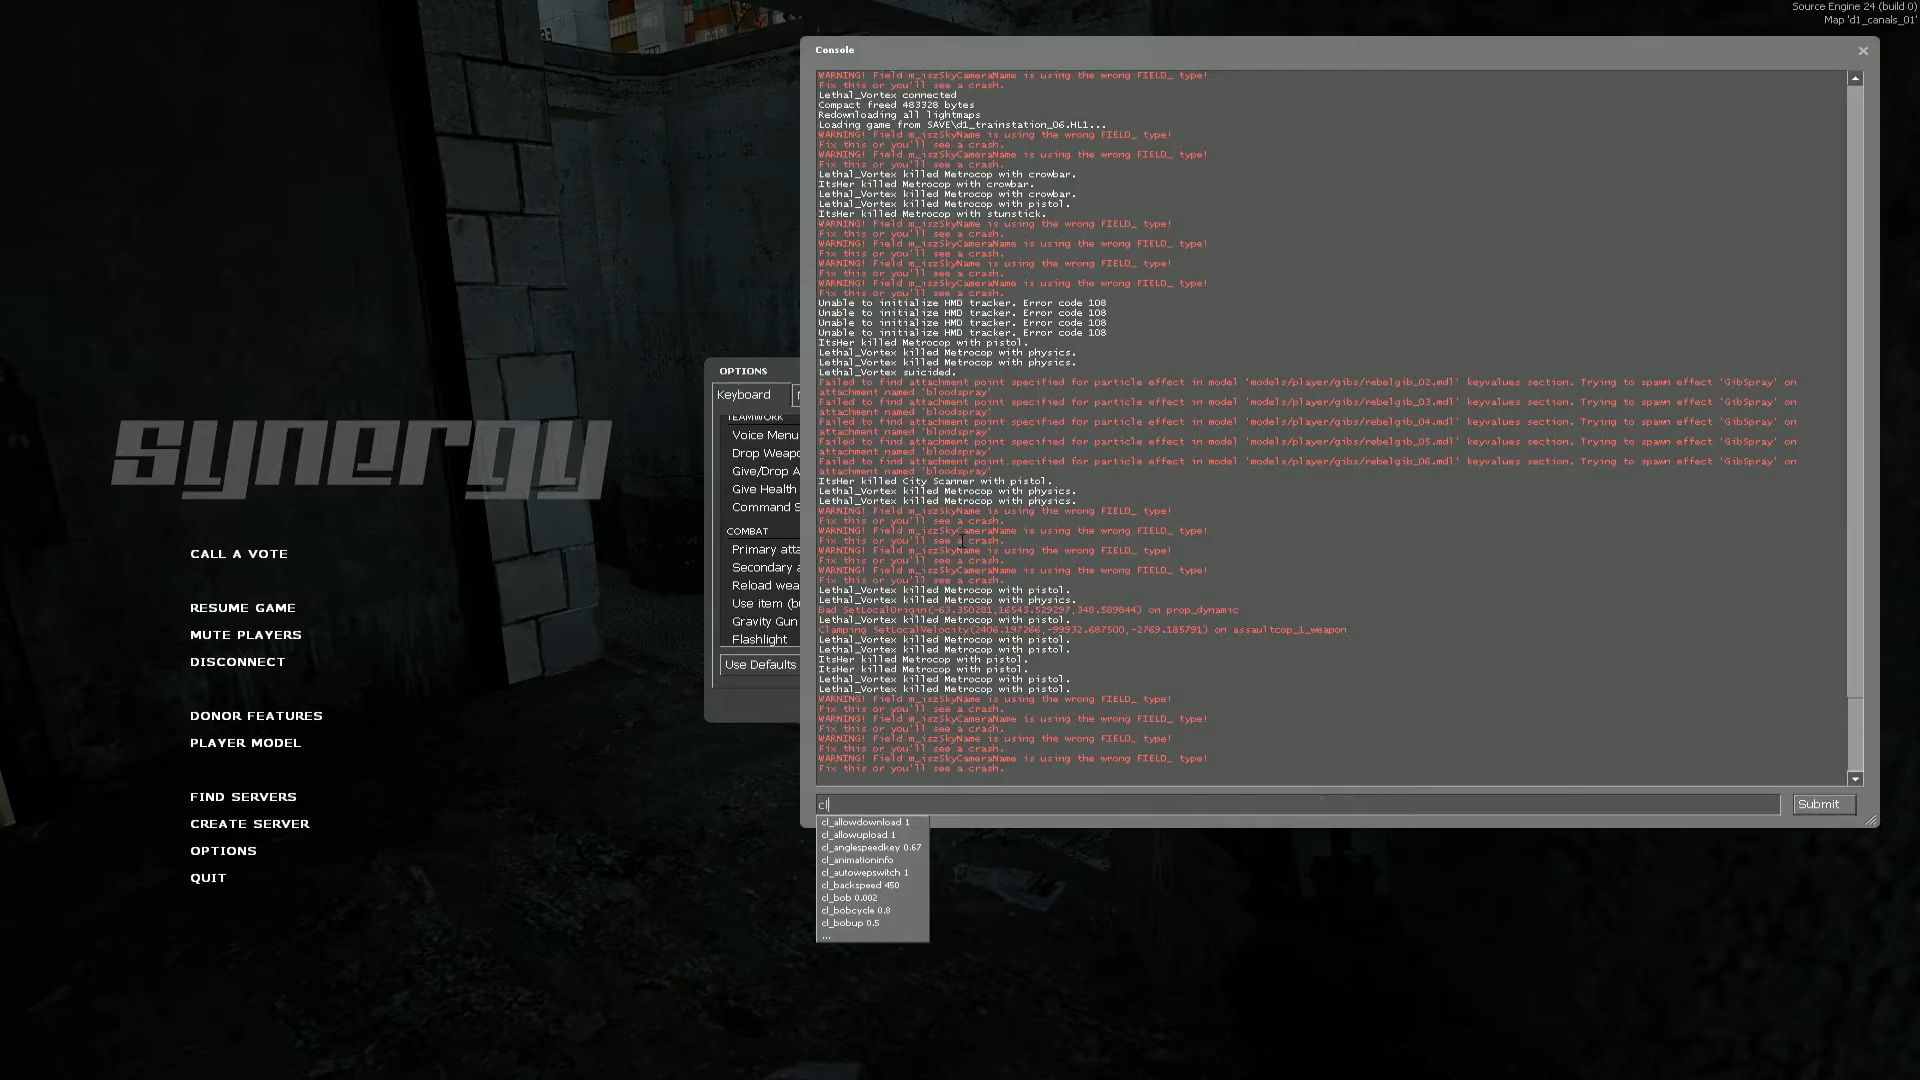 Source Engine 24 (build 0)
Map 'd1_canals_01'
Console
WARNING! Field m_iszSkyCameraName is using the wrong FIELD_ type!
Fix this or you'll see a crash.
Lethal_Vortex connected
Compact freed 483328 bytes
Redownloading all lightmaps
Loading game from SAVE\d1_trainstation_06.HL1...
WARNING! Field m_iszSkyName is using the wrong FIELD_ type!
Fix this or you'll see a crash.
WARNING! Field m_iszSkyCameraName is using the wrong FIELD_ type!
Fix this or you'll see a crash.
Lethal_Vortex killed Metrocop with crowbar.
ItsHer killed Metrocop with crowbar.
Lethal_Vortex killed Metrocop with crowbar.
Lethal_Vortex killed Metrocop with pistol.
ItsHer killed Metrocop with stunstick.
WARNING! Field m_iszSkyName is using the wrong FIELD_ type!
Fix this or you'll see a crash.
WARNING! Field m_iszSkyCameraName is using the wrong FIELD_ type!
Fix this or you'll see a crash.
WARNING! Field m_iszSkyName is using the wrong FIELD_ type!
Fix this or you'll see a crash.
WARNING! Field m_iszSkyCameraName is using the wrong FIELD_ type!
Fix this or you'll see a crash.
Unable to initialize HMD tracker. Error code 108
Unable to initialize HMD tracker. Error code 108
Unable to initialize HMD tracker. Error code 108
Unable to initialize HMD tracker. Error code 108
ItsHer killed Metrocop with pistol.
Lethal_Vortex killed Metrocop with physics.
Lethal_Vortex killed Metrocop with physics.
Lethal_Vortex suicided.
Failed to find attachment point specified for particle effect in model 'models/player/gibs/rebelgib_02.mdl' keyvalues section. Trying to spawn effect 'GibSpray' on
attachment named 'bloodspray'
Failed to find attachment point specified for particle effect in model 'models/player/gibs/rebelgib_03.mdl' keyvalues section. Trying to spawn effect 'GibSpray' on
attachment named 'bloodspray'
Failed to find attachment point specified for particle effect in model 'models/player/gibs/rebelgib_04.mdl' keyvalues section. Trying to spawn effect 'GibSpray' on
attachment named 'bloodspray'
Failed to find attachment point specified for particle effect in model 'models/player/gibs/rebelgib_05.mdl' keyvalues section. Trying to spawn effect 'GibSpray' on
attachment named 'bloodspray'
Failed to find attachment point specified for particle effect in model 'models/player/gibs/rebelgib_06.mdl' keyvalues section. Trying to spawn effect 'GibSpray' on
attachment named 'bloodspray'
ItsHer killed City Scanner with pistol.
Lethal_Vortex killed Metrocop with physics.
Lethal_Vortex killed Metrocop with physics.
WARNING! Field m_iszSkyName is using the wrong FIELD_ type!
Fix this or you'll see a crash.
WARNING! Field m_iszSkyCameraName is using the wrong FIELD_ type!
Fix this or you'll see a crash.
WARNING! Field m_iszSkyName is using the wrong FIELD_ type!
Fix this or you'll see a crash.
WARNING! Field m_iszSkyCameraName is using the wrong FIELD_ type!
Fix this or you'll see a crash.
Lethal_Vortex killed Metrocop with pistol.
Lethal_Vortex killed Metrocop with physics.
Bad SetLocalOrigin(-63.350281,16543.529297,348.589844) on prop_dynamic
Lethal_Vortex killed Metrocop with pistol.
Clamping SetLocalVelocity(2406.197266,-99932.687500,-2769.185791) on assaultcop_1_weapon
Lethal_Vortex killed Metrocop with pistol.
Lethal_Vortex killed Metrocop with pistol.
ItsHer killed Metrocop with pistol.
ItsHer killed Metrocop with pistol.
Lethal_Vortex killed Metrocop with pistol.
Lethal_Vortex killed Metrocop with pistol.
WARNING! Field m_iszSkyName is using the wrong FIELD_ type!
Fix this or you'll see a crash.
WARNING! Field m_iszSkyCameraName is using the wrong FIELD_ type!
Fix this or you'll see a crash.
WARNING! Field m_iszSkyName is using the wrong FIELD_ type!
Fix this or you'll see a crash.
WARNING! Field m_iszSkyCameraName is using the wrong FIELD_ type!
Fix this or you'll see a crash.
cl
Submit
cl_allowdownload 1
cl_allowupload 1
cl_anglespeedkey 0.67
cl_animationinfo
cl_autowepswitch 1
cl_backspeed 450
cl_bob 0.002
cl_bobcycle 0.8
cl_bobup 0.5
...
OPTIONS
Keyboard
TEAMWORK
Voice Menu
Drop Weapo
Give/Drop A
Give Health
Command S
COMBAT
Primary atta
Secondary a
Reload wea
Use item (bu
Gravity Gun
Flashlight
Use Defaults
synergy
CALL A VOTE
RESUME GAME
MUTE PLAYERS
DISCONNECT
DONOR FEATURES
PLAYER MODEL
FIND SERVERS
CREATE SERVER
OPTIONS
QUIT